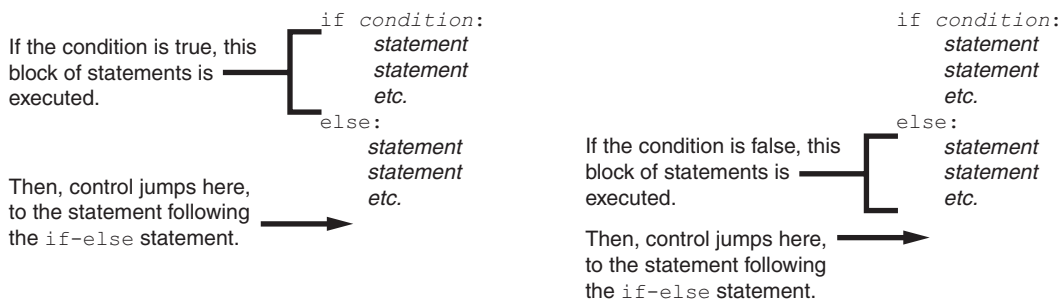 if condition:
statement
statement
etc.
else:
statement
statement
etc.
If the condition is true, this
block of statements is
executed.
Then, control jumps here,
to the statement following
the if-else statement.
if condition:
statement
statement
etc.
else:
statement
statement
etc.
If the condition is false, this
block of statements is
executed.
Then, control jumps here,
to the statement following
the if-else statement.